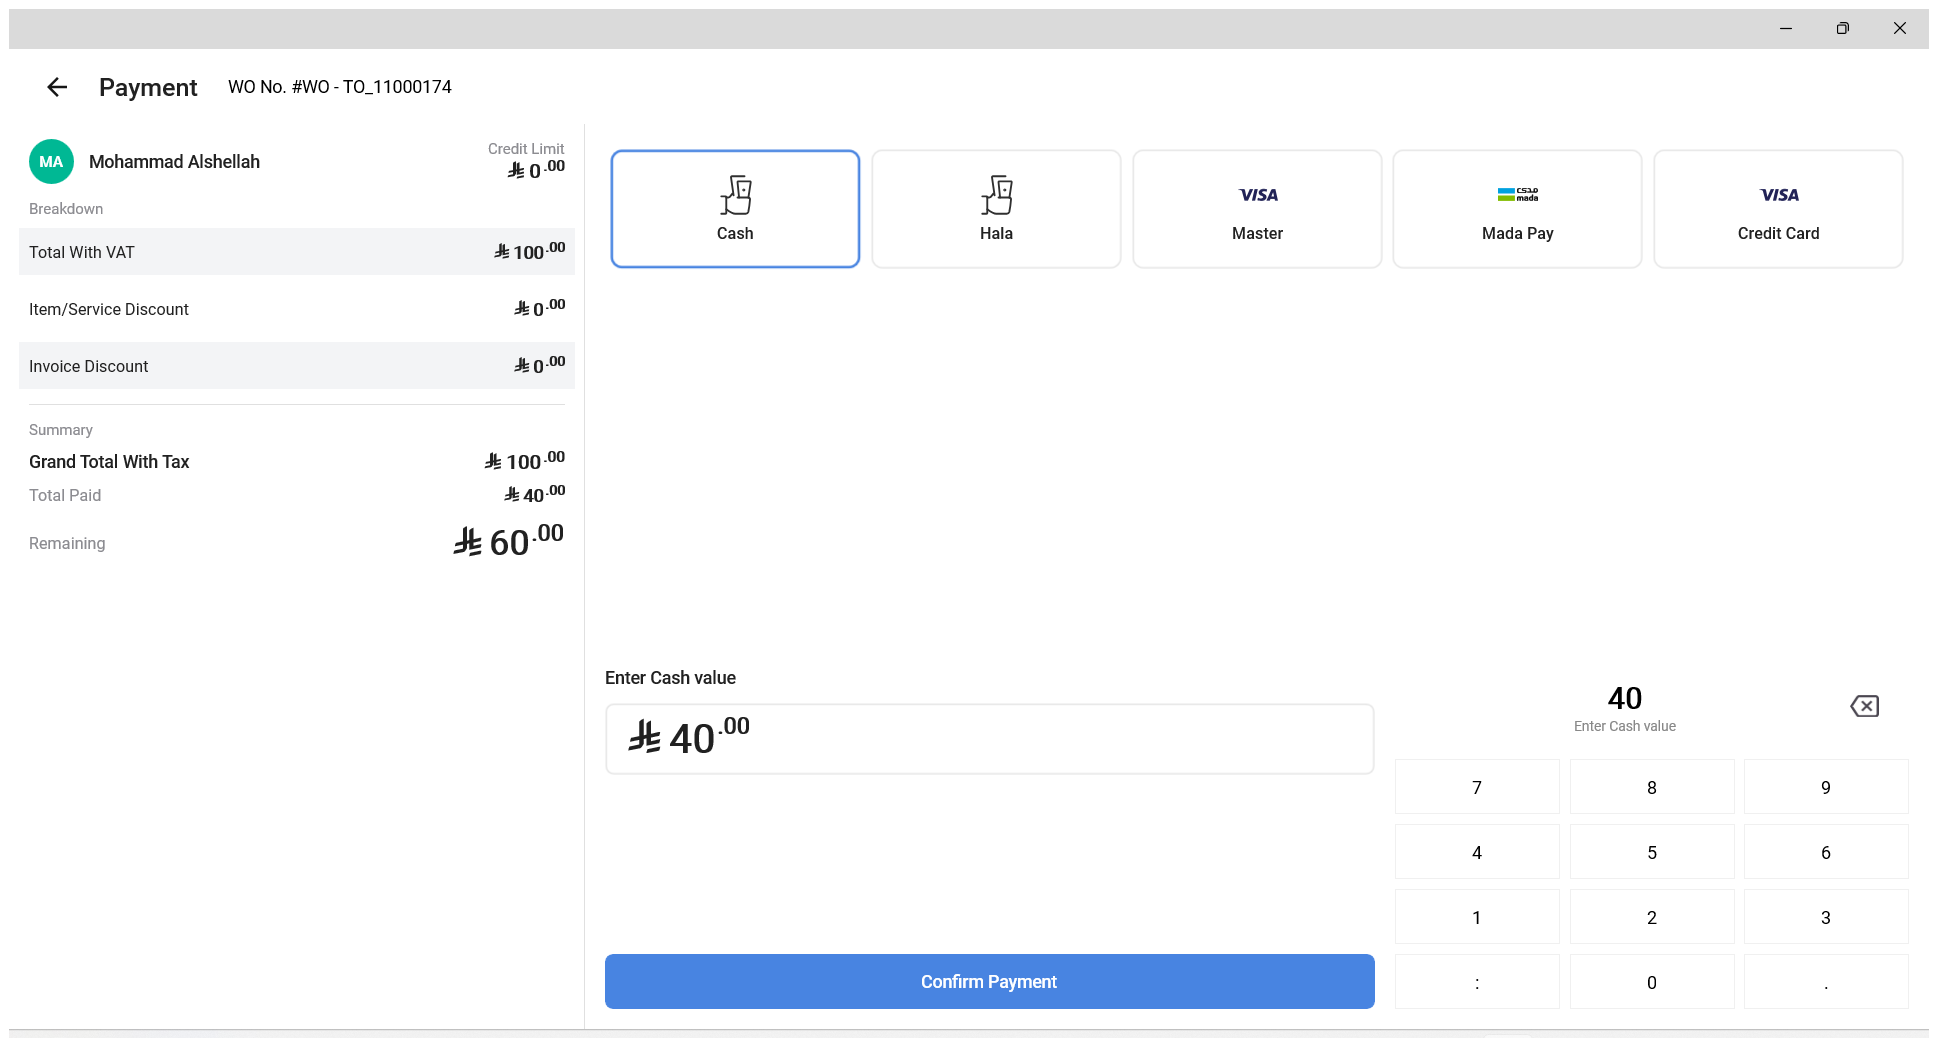 Payment WO No. #WO - TO_11000174
MA Mohammad Alshellah
Credit Limit
0.00
Breakdown
Total With VAT 100.00
Item/Service Discount 0.00
Invoice Discount 0.00
Summary
Grand Total With Tax 100.00
Total Paid 40.00
Remaining 60.00
Cash
Hala
VISA
Master
مدى
mada
Mada Pay
VISA
Credit Card
Enter Cash value
40.00
Confirm Payment
40
Enter Cash value
7 8 9
4 5 6
1 2 3
: 0 .